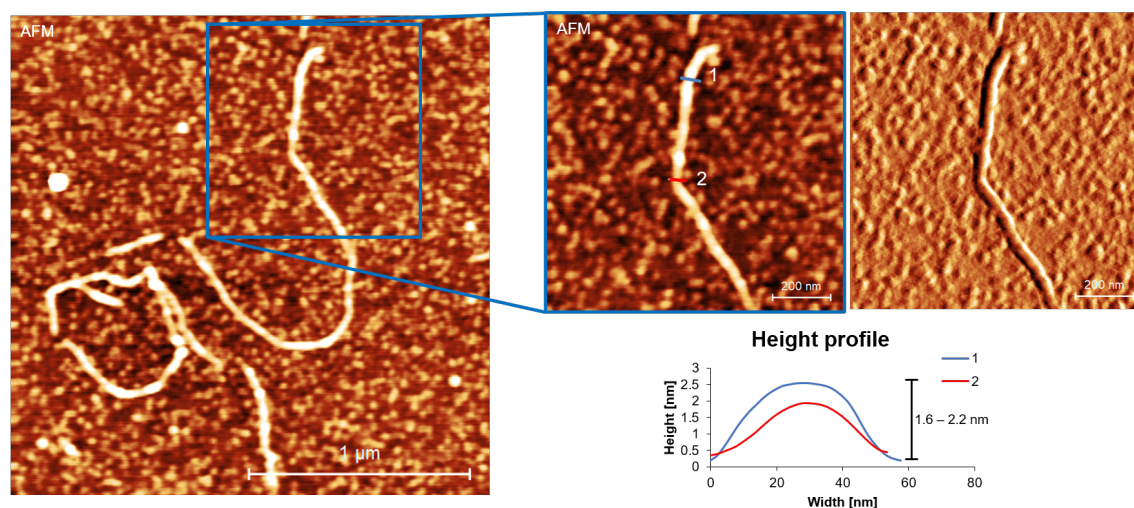 AFM
1 µm
AFM
1
2
200 nm
200 nm
Height profile
1
2
Height [nm]
3
2.5
2
1.5
1
0.5
0
0
20
40
60
80
Width [nm]
1.6 – 2.2 nm